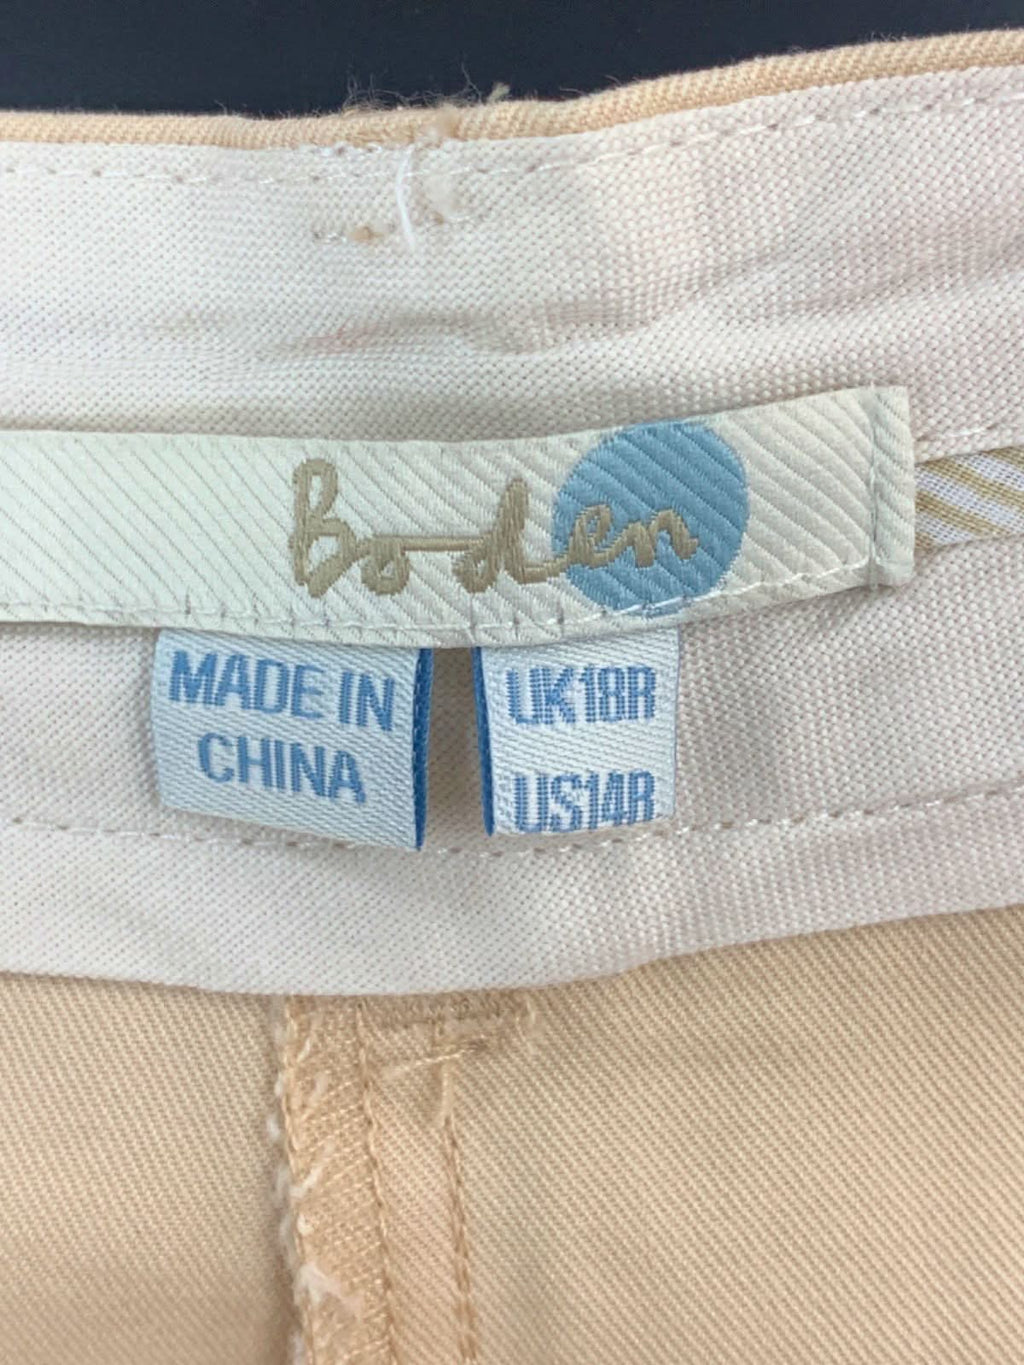 Boden
MADE IN
CHINA
UK18R
US14R